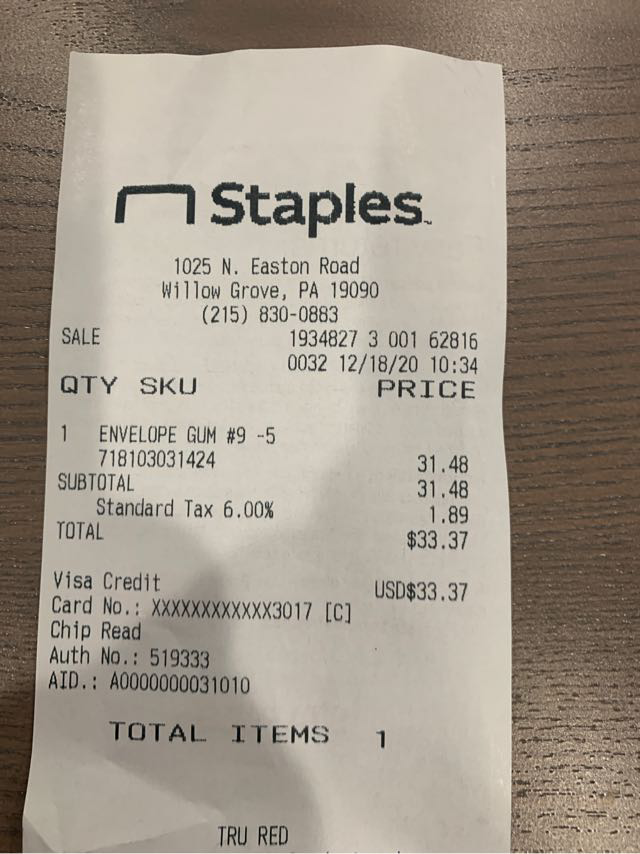 Staples
1025 N. Easton Road
Willow Grove, PA 19090
(215) 830-0883
SALE 1934827 3 001 62816
0032 12/18/20 10:34
QTY SKU PRICE
1 ENVELOPE GUM #9 -5
718103031424 31.48
SUBTOTAL 31.48
Standard Tax 6.00% 1.89
TOTAL $33.37
Visa Credit USD$33.37
Card No.: XXXXXXXXXXXX3017 [C]
Chip Read
Auth No.: 519333
AID.: A0000000031010
TOTAL ITEMS 1
TRU RED